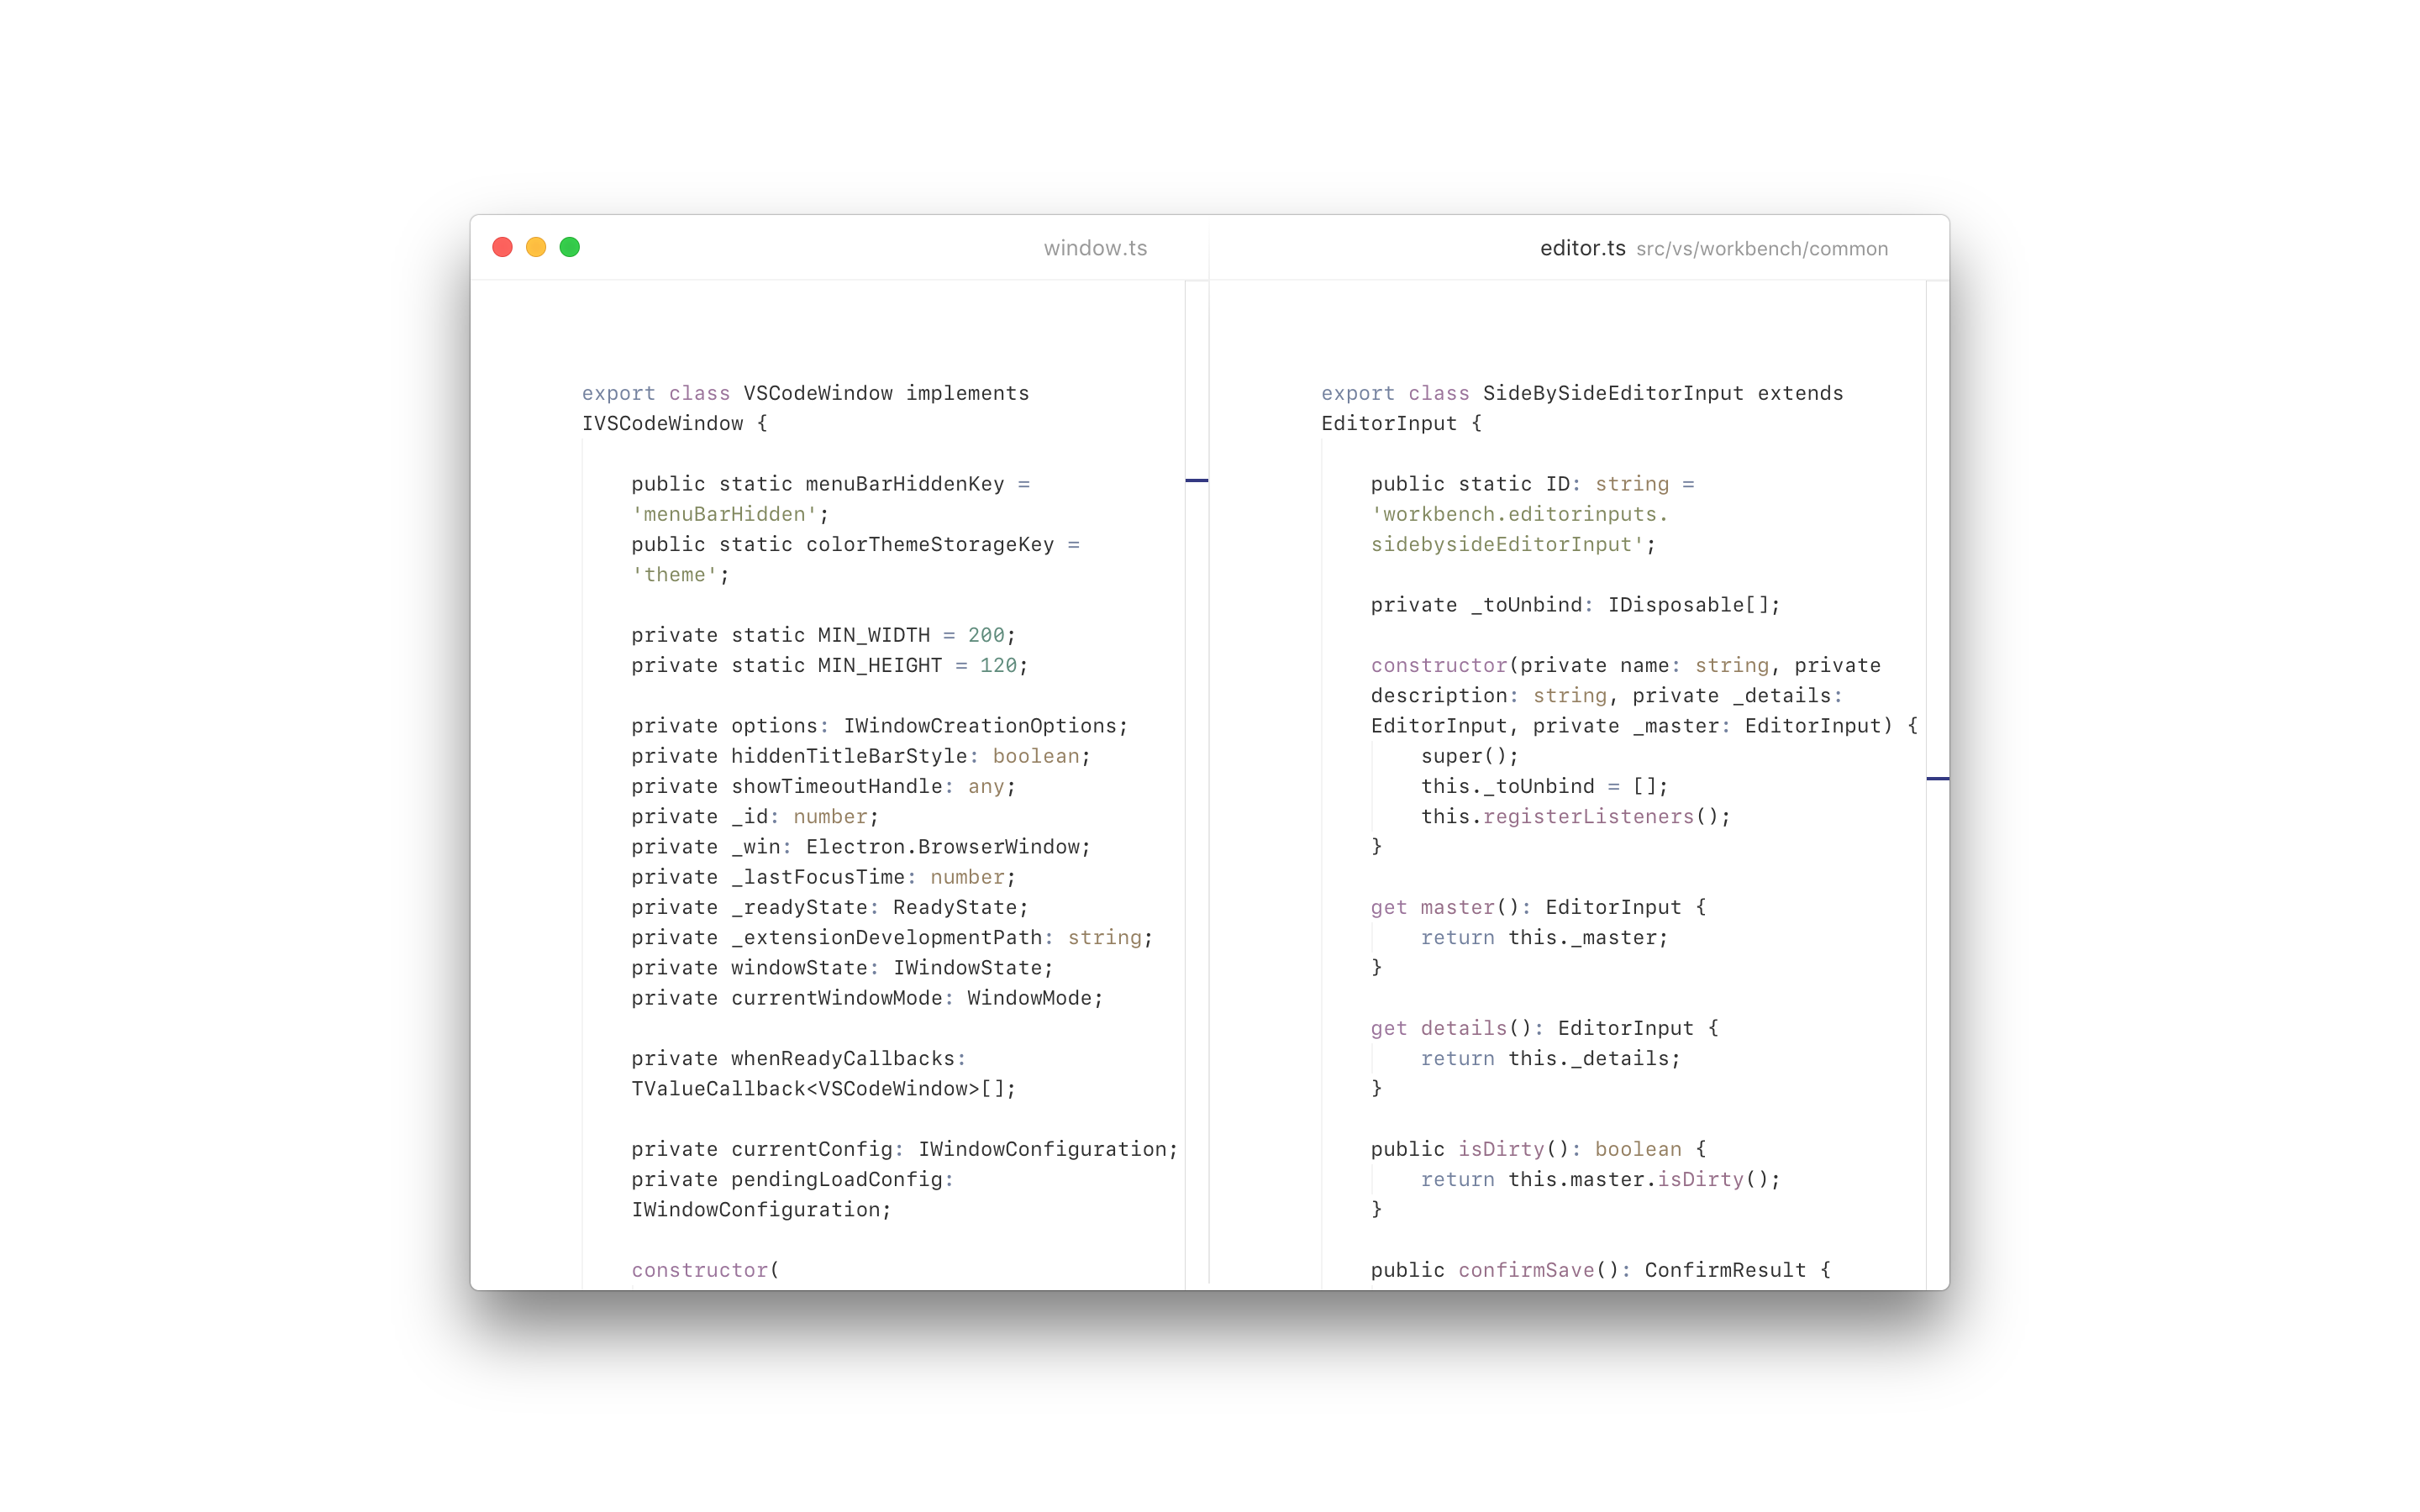 window.ts
editor.ts src/vs/workbench/common
export class VSCodeWindow implements
IVSCodeWindow {
public static menuBarHiddenKey =
'menuBarHidden';
public static colorThemeStorageKey =
'theme';
private static MIN_WIDTH = 200;
private static MIN_HEIGHT = 120;
private options: IWindowCreationOptions;
private hiddenTitleBarStyle: boolean;
private showTimeoutHandle: any;
private _id: number;
private _win: Electron.BrowserWindow;
private _lastFocusTime: number;
private _readyState: ReadyState;
private _extensionDevelopmentPath: string;
private windowState: IWindowState;
private currentWindowMode: WindowMode;
private whenReadyCallbacks:
TValueCallback<VSCodeWindow>[];
private currentConfig: IWindowConfiguration;
private pendingLoadConfig:
IWindowConfiguration;
constructor(
export class SideBySideEditorInput extends
EditorInput {
public static ID: string =
'workbench.editorinputs.
sidebysideEditorInput';
private _toUnbind: IDisposable[];
constructor(private name: string, private
description: string, private _details:
EditorInput, private _master: EditorInput) {
super();
this._toUnbind = [];
this.registerListeners();
}
get master(): EditorInput {
return this._master;
}
get details(): EditorInput {
return this._details;
}
public isDirty(): boolean {
return this.master.isDirty();
}
public confirmSave(): ConfirmResult {